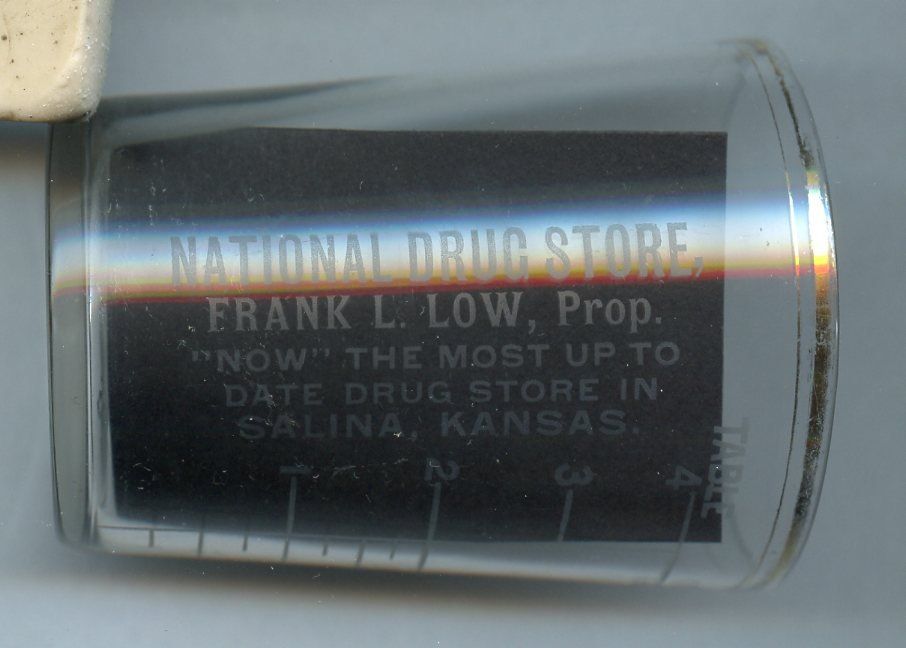 NATIONAL DRUG STORE,
FRANK L. LOW, Prop.
"NOW" THE MOST UP TO
DATE DRUG STORE IN
SALINA, KANSAS.
1 2 3 4
TABLE